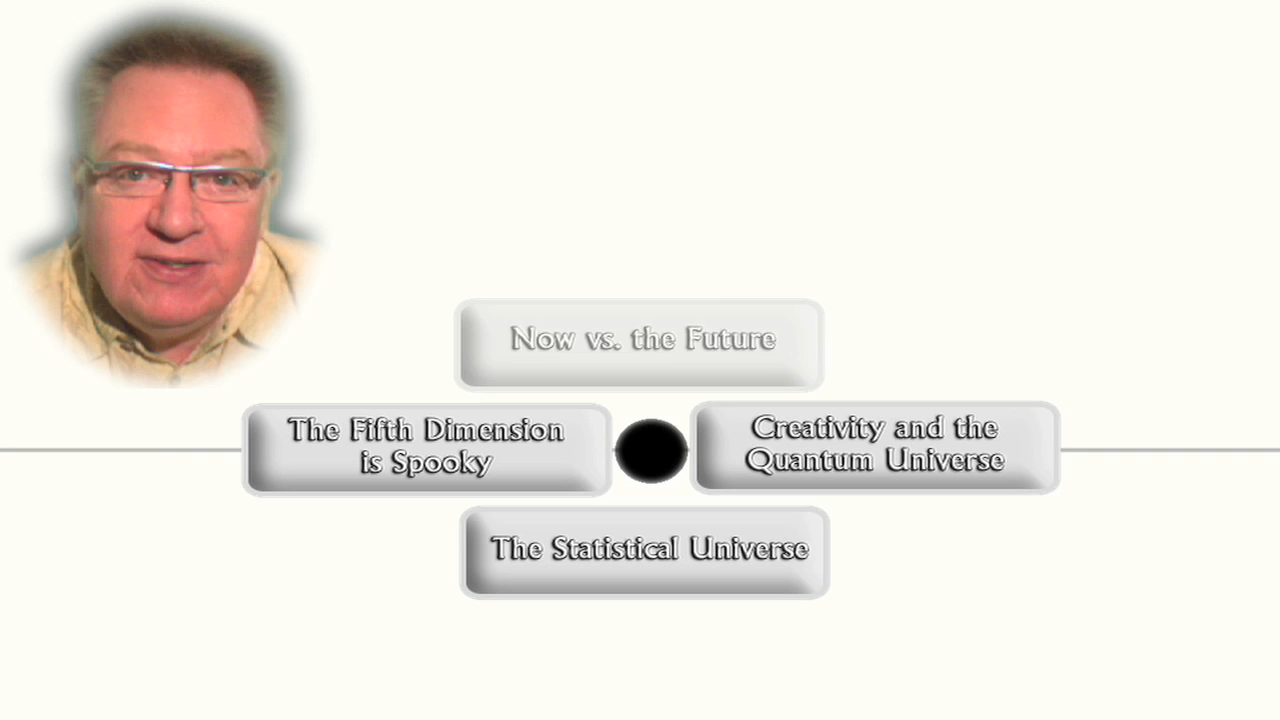 Now vs. the Future
The Fifth Dimension
is Spooky
Creativity and the
Quantum Universe
The Statistical Universe